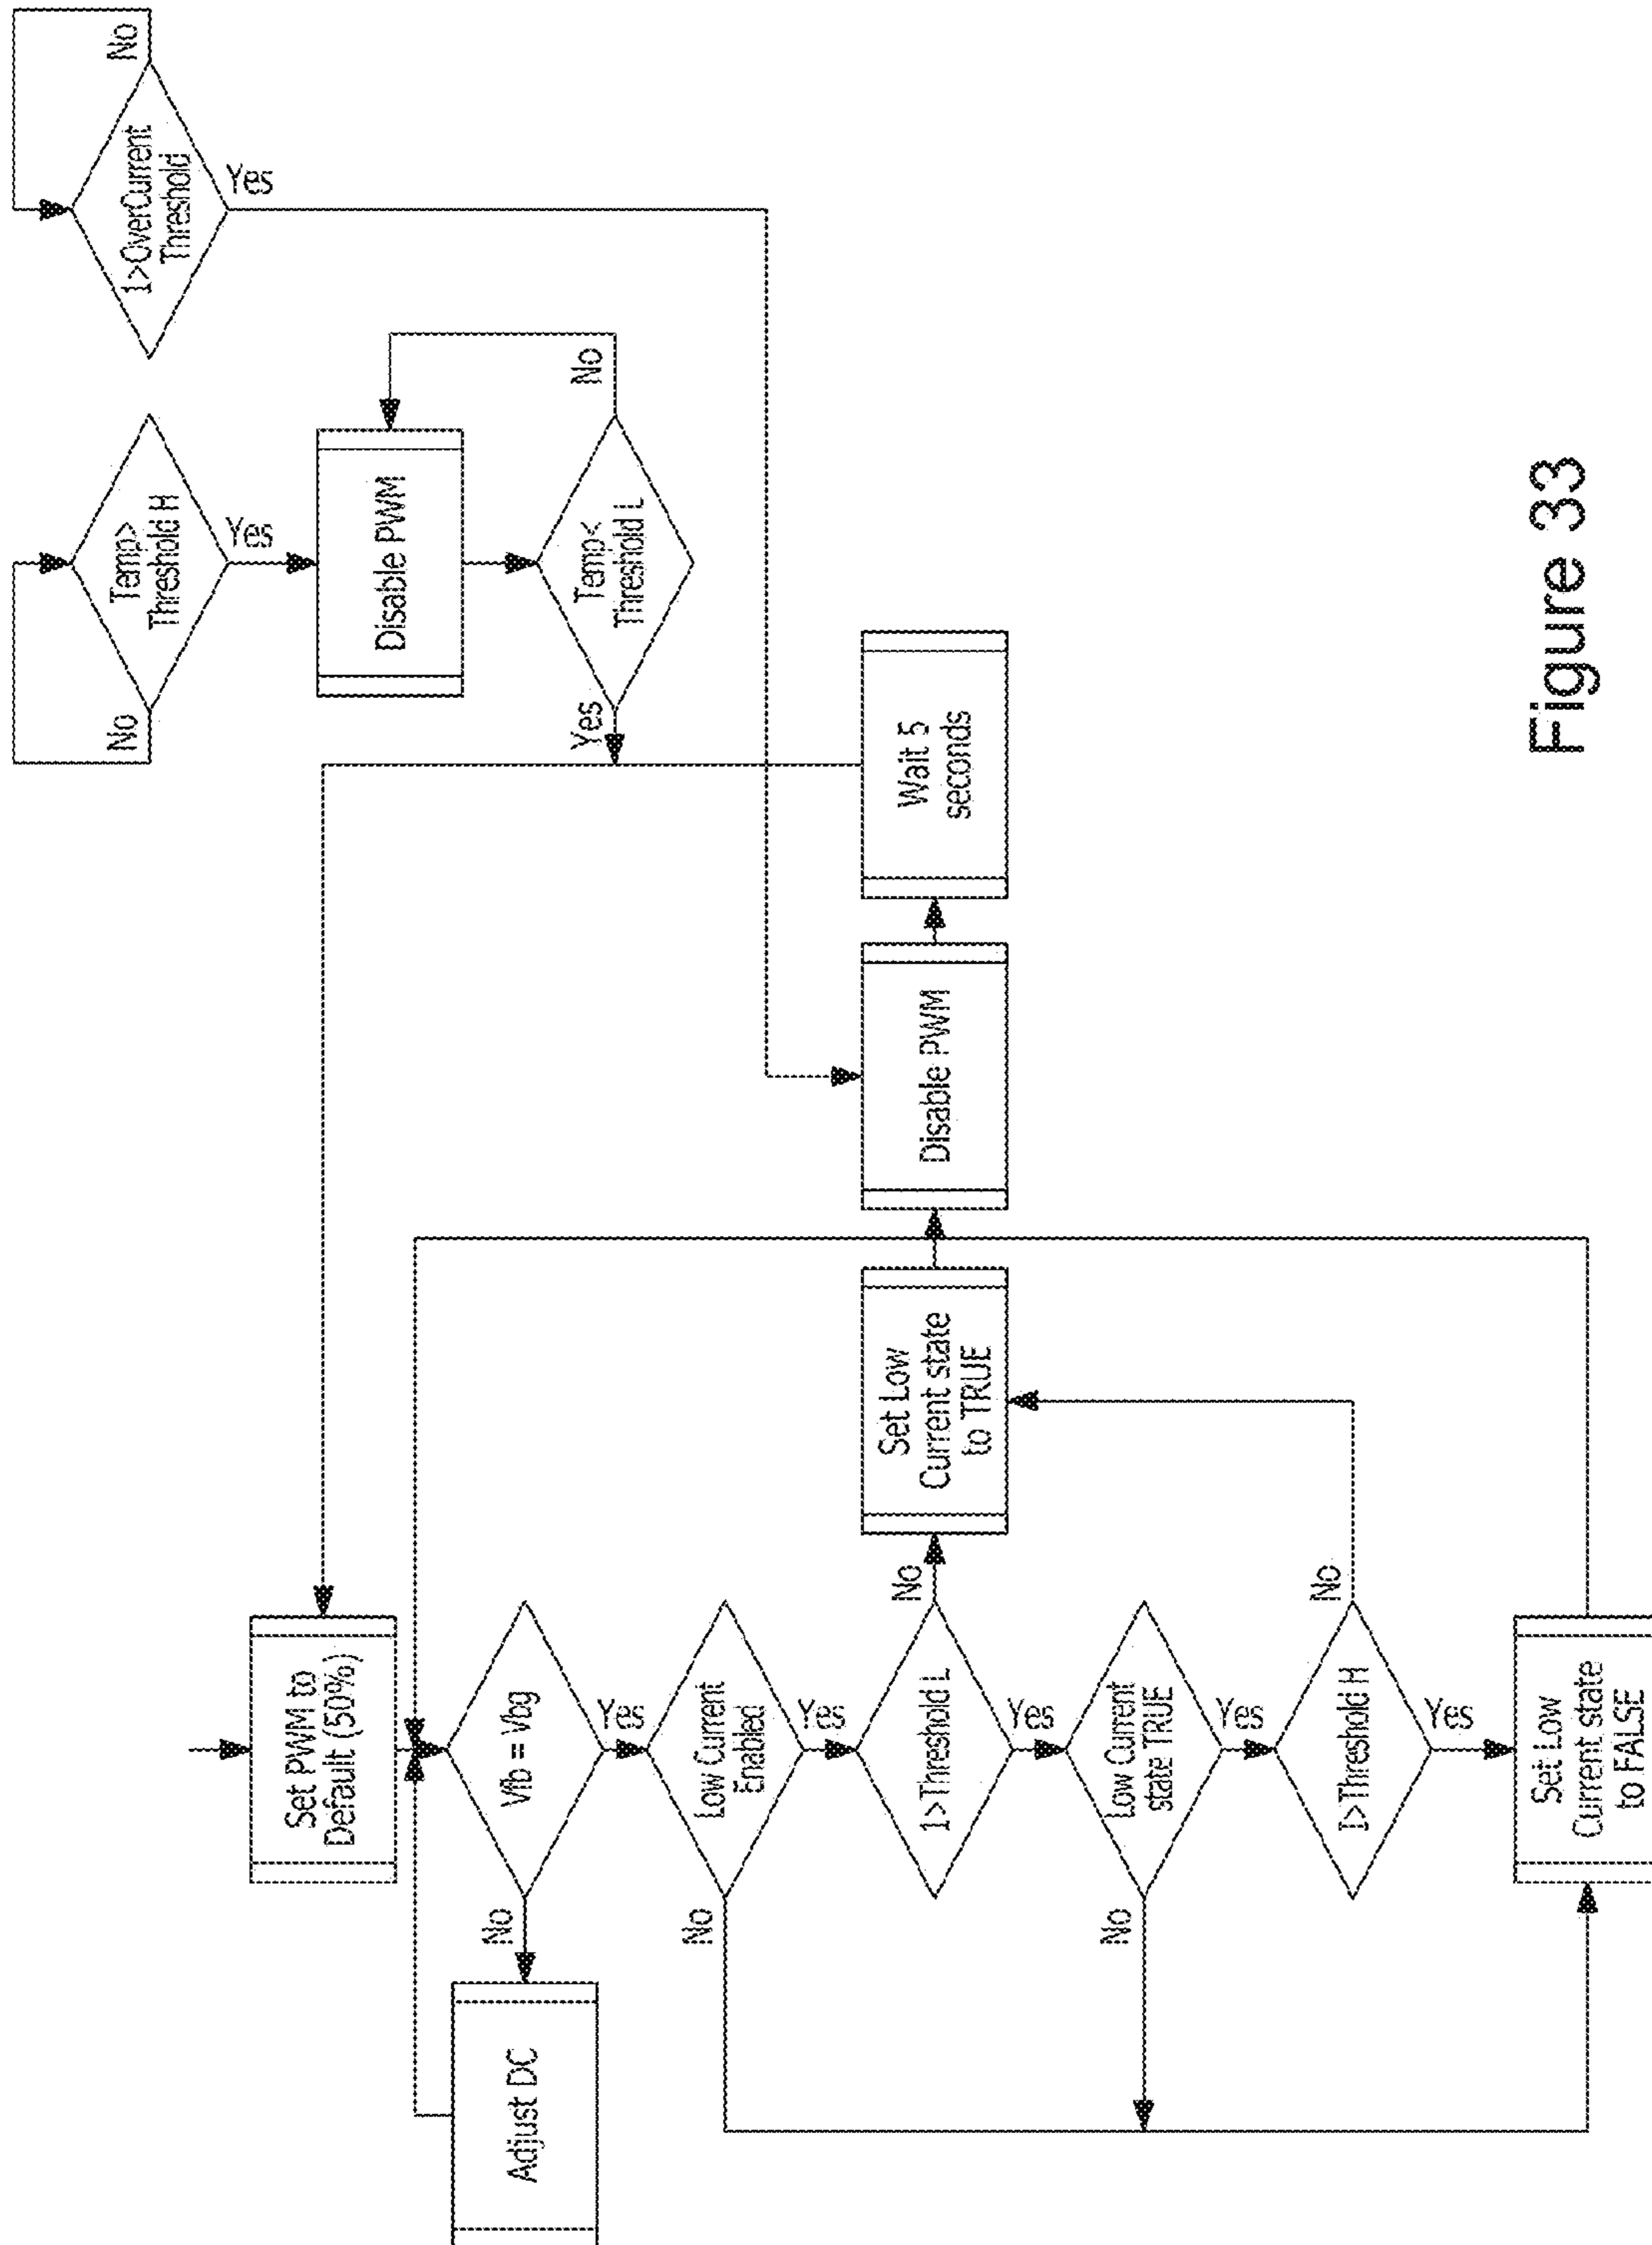 Set PWM to
Default (50%)
Vfb = Vbg
No
Yes
Adjust DC
Low Current
Enabled
No
Yes
1>Threshold L
No
Yes
Set Low
Current state
to TRUE
Low Current
state TRUE
No
Yes
I>Threshold H
No
Yes
Set Low
Current state
to FALSE
Disable PWM
Wait 5
seconds
Temp>
Threshold H
No
Yes
Disable PWM
Temp<
Threshold L
Yes
No
1>OverCurrent
Threshold
No
Yes
Figure 33